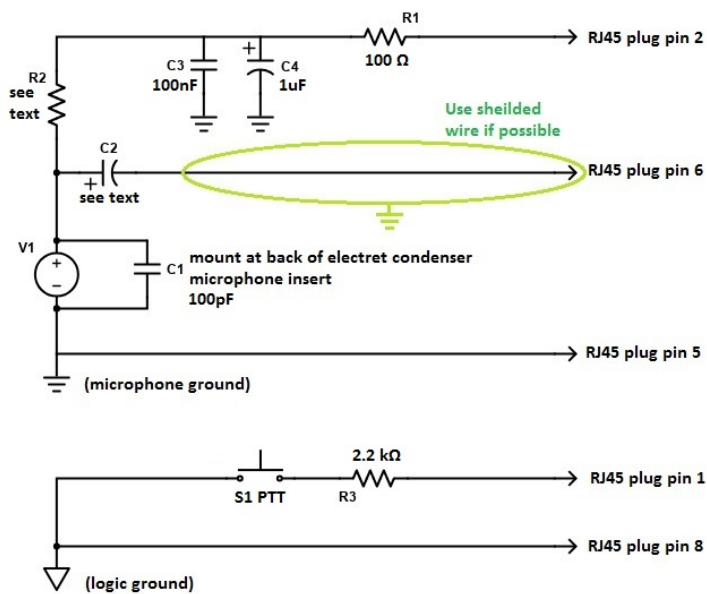 R1
RJ45 plug pin 2
100 Ω
R2
see
text
C3
100nF
+
C4
1uF
Use sheilded
wire if possible
C2
+
see text
RJ45 plug pin 6
V1
+
−
C1
mount at back of electret condenser
microphone insert
100pF
RJ45 plug pin 5
(microphone ground)
2.2 kΩ
S1 PTT
R3
RJ45 plug pin 1
RJ45 plug pin 8
(logic ground)